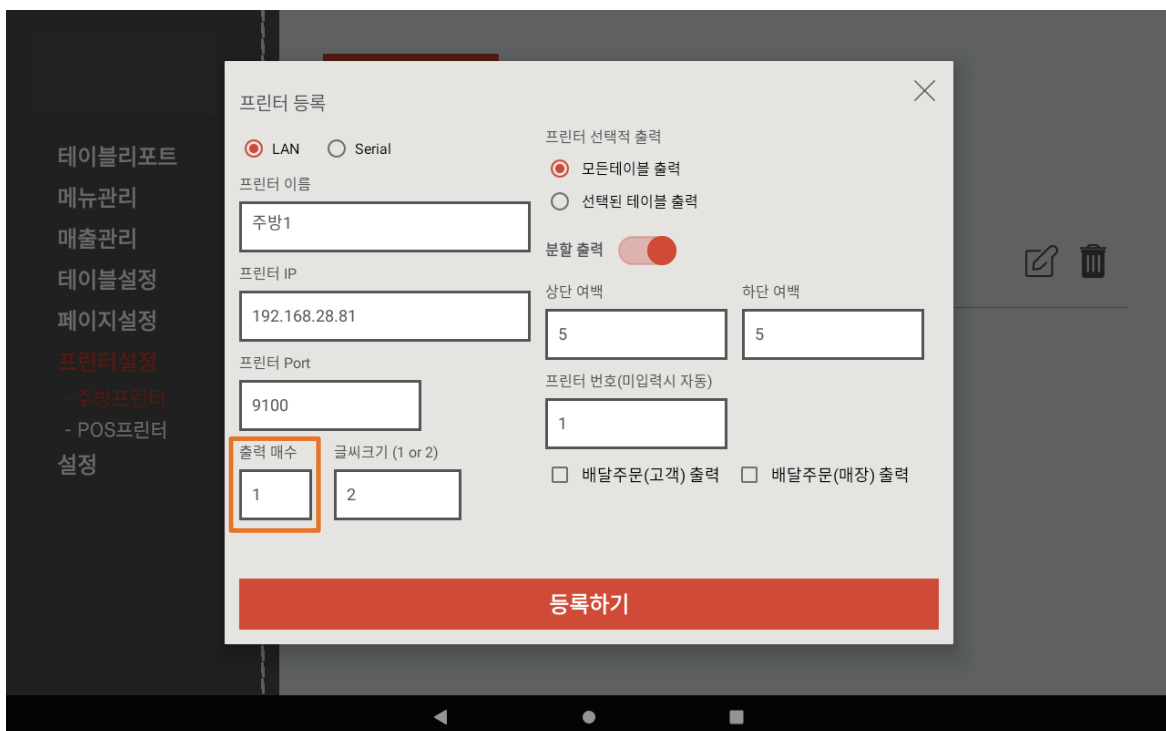 테이블리포트
메뉴관리
매출관리
테이블설정
페이지설정
프린터설정
- 주방프린터
- POS프린터
설정
프린터 등록
LAN
Serial
프린터 이름
주방1
프린터 IP
192.168.28.81
프린터 Port
9100
출력 매수
글씨크기 (1 or 2)
1
2
프린터 선택적 출력
모든테이블 출력
선택된 테이블 출력
분할 출력
상단 여백
하단 여백
5
5
프린터 번호(미입력시 자동)
1
배달주문(고객) 출력
배달주문(매장) 출력
등록하기